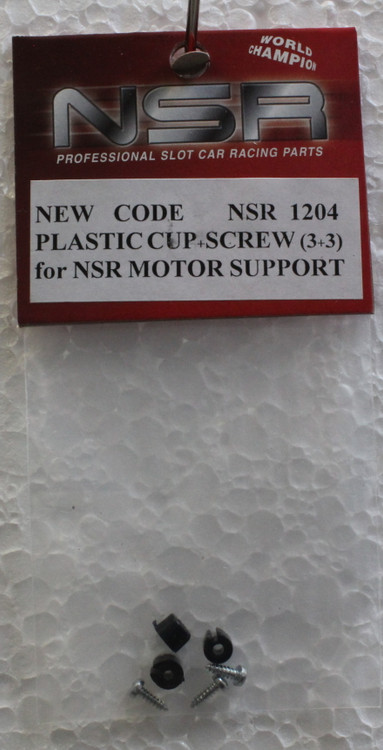 WORLD
CHAMPION
NSR
PROFESSIONAL SLOT CAR RACING PARTS
NEW CODE NSR 1204
PLASTIC CUP+SCREW (3+3)
for NSR MOTOR SUPPORT